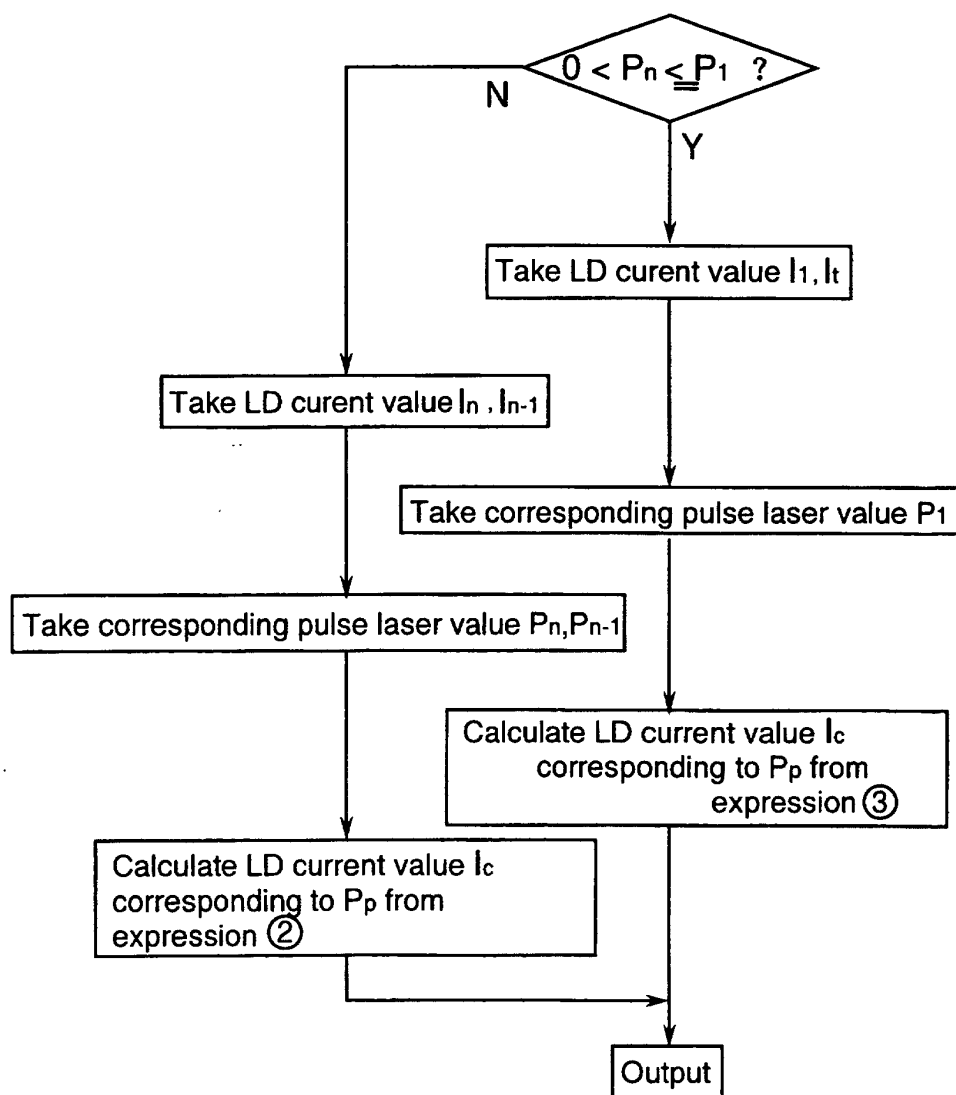 0 < Pn ≦ P1 ?
N
Y
Take LD curent value I1, It
Take LD curent value In , In-1
Take corresponding pulse laser value P1
Take corresponding pulse laser value Pn,Pn-1
Calculate LD current value Ic
corresponding to Pp from
expression ③
Calculate LD current value Ic
corresponding to Pp from
expression ②
Output